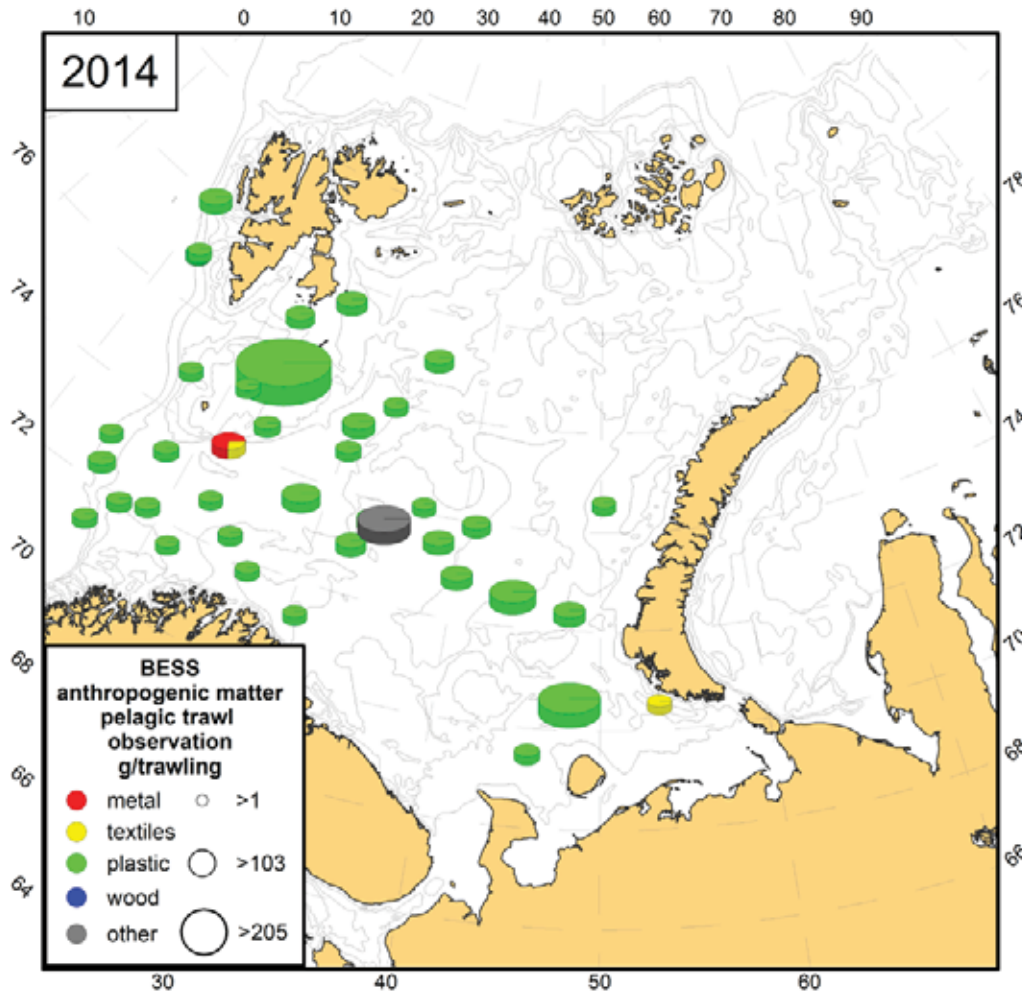 10 0 10 20 30 40 50 60 70 80 90
2014
76
74
72
70
68
66
64
78
76
74
72
70
68
66
BESS
anthropogenic matter
pelagic trawl
observation
g/trawling
metal >1
textiles
plastic >103
wood
other >205
30 40 50 60